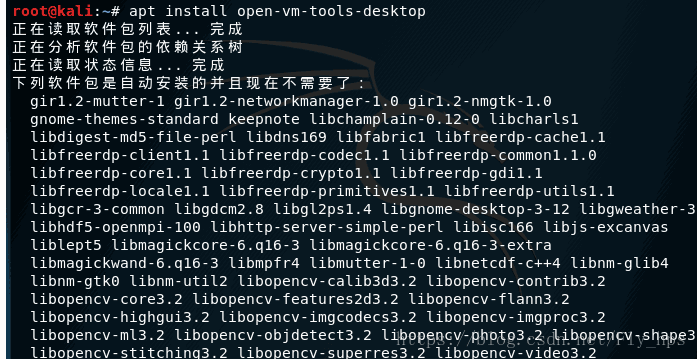 root@kali:~# apt install open-vm-tools-desktop
正在读取软件包列表... 完成
正在分析软件包的依赖关系树
正在读取状态信息... 完成
下列软件包是自动安装的并且现在不需要了：
gir1.2-mutter-1 gir1.2-networkmanager-1.0 gir1.2-nmgtk-1.0
gnome-themes-standard keepnote libchamplain-0.12-0 libcharls1
libdigest-md5-file-perl libdns169 libfabric1 libfreerdp-cache1.1
libfreerdp-client1.1 libfreerdp-codec1.1 libfreerdp-common1.1.0
libfreerdp-core1.1 libfreerdp-crypto1.1 libfreerdp-gdi1.1
libfreerdp-locale1.1 libfreerdp-primitives1.1 libfreerdp-utils1.1
libgcr-3-common libgdcm2.8 libgl2ps1.4 libgnome-desktop-3-12 libgweather-3
libhdf5-openmpi-100 libhttp-server-simple-perl libisc166 libjs-excanvas
liblept5 libmagickcore-6.q16-3 libmagickcore-6.q16-3-extra
libmagickwand-6.q16-3 libmpfr4 libmutter-1-0 libnetcdf-c++4 libnm-glib4
libnm-gtk0 libnm-util2 libopencv-calib3d3.2 libopencv-contrib3.2
libopencv-core3.2 libopencv-features2d3.2 libopencv-flann3.2
libopencv-highgui3.2 libopencv-imgcodecs3.2 libopencv-imgproc3.2
libopencv-ml3.2 libopencv-objdetect3.2 libopencv-photo3.2 libopencv-shape3
libopencv-stitching3.2 libopencv-superres3.2 libopencv-video3.2